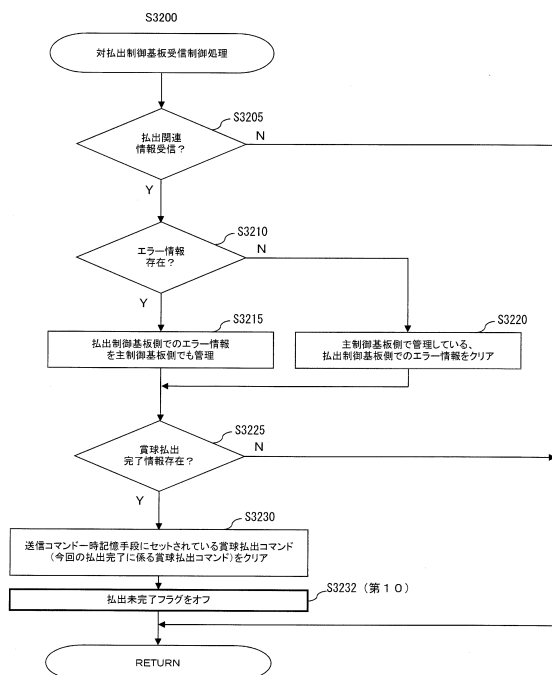 S3200
対払出制御基板受信制御処理
S3205
払出関連
情報受信?
N
Y
S3210
エラー情報
存在?
N
Y
S3215
払出制御基板側でのエラー情報
を主制御基板側でも管理
S3220
主制御基板側で管理している、
払出制御基板側でのエラー情報をクリア
S3225
賞球払出
完了情報存在?
N
Y
S3230
送信コマンド一時記憶手段にセットされている賞球払出コマンド
(今回の払出完了に係る賞球払出コマンド)をクリア
S3232 (第10)
払出未完了フラグをオフ
RETURN